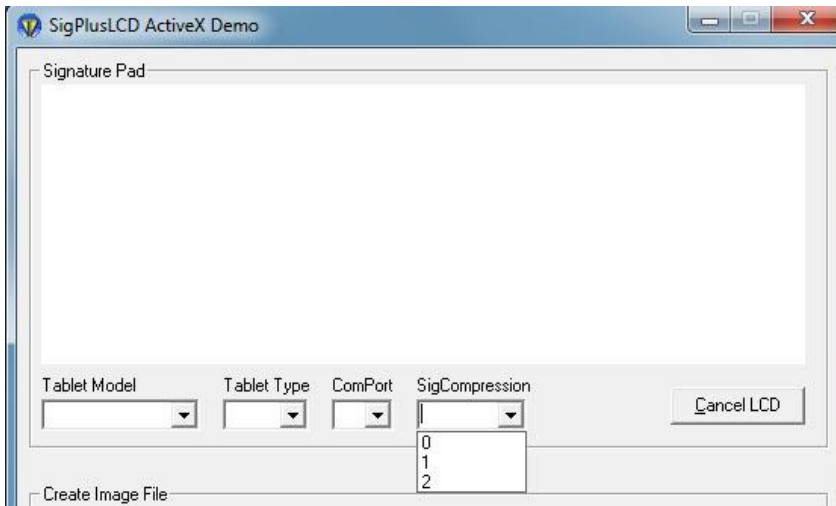 SigPlusLCD ActiveX Demo
Signature Pad
Tablet Model Tablet Type ComPort SigCompression
Cancel LCD
0
1
2
Create Image File